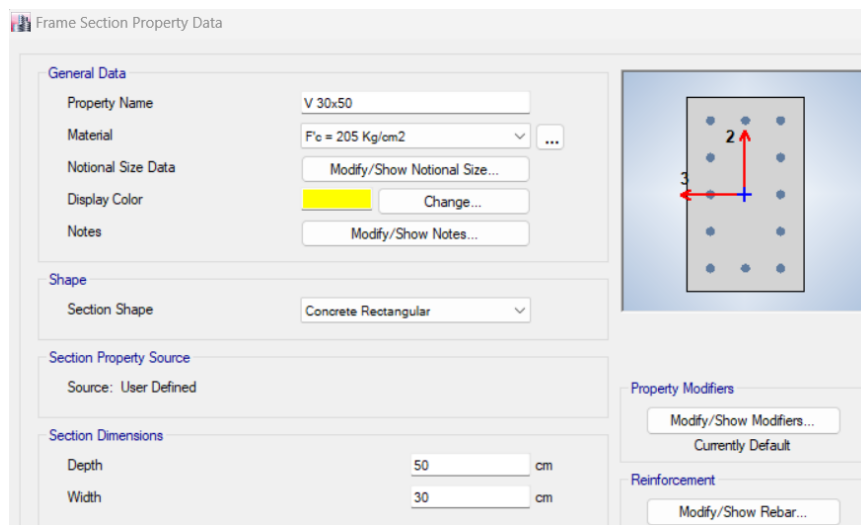 Frame Section Property Data
General Data
Property Name V 30x50
Material F'c = 205 Kg/cm2 ...
Notional Size Data Modify/Show Notional Size...
Display Color Change...
Notes Modify/Show Notes...
Shape
Section Shape Concrete Rectangular
Section Property Source
Source: User Defined
Section Dimensions
Depth 50 cm
Width 30 cm
2
3
Property Modifiers
Modify/Show Modifiers...
Currently Default
Reinforcement
Modify/Show Rebar...